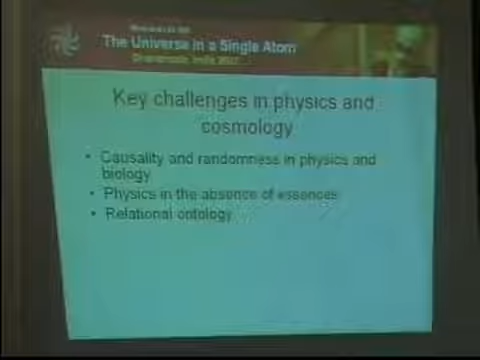 The Universe in a Single Atom
Key challenges in physics and
cosmology
• Causality and randomness in physics and
biology
• Physics in the absence of essences
• Relational ontology